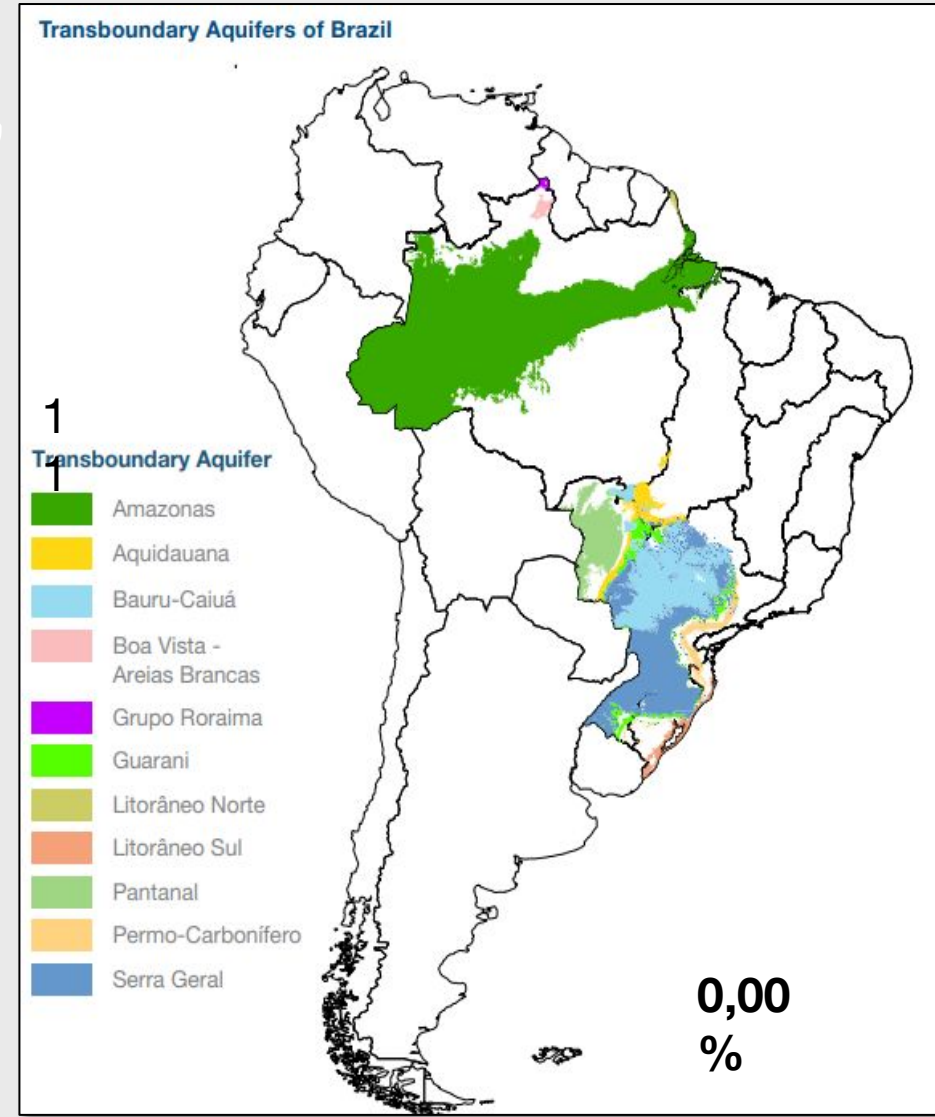 Transboundary Aquifers of Brazil
1
1
Transboundary Aquifer
Amazonas
Aquidauana
Bauru-Caiuá
Boa Vista -
Areias Brancas
Grupo Roraima
Guarani
Litorâneo Norte
Litorâneo Sul
Pantanal
Permo-Carbonífero
Serra Geral
0,00
%